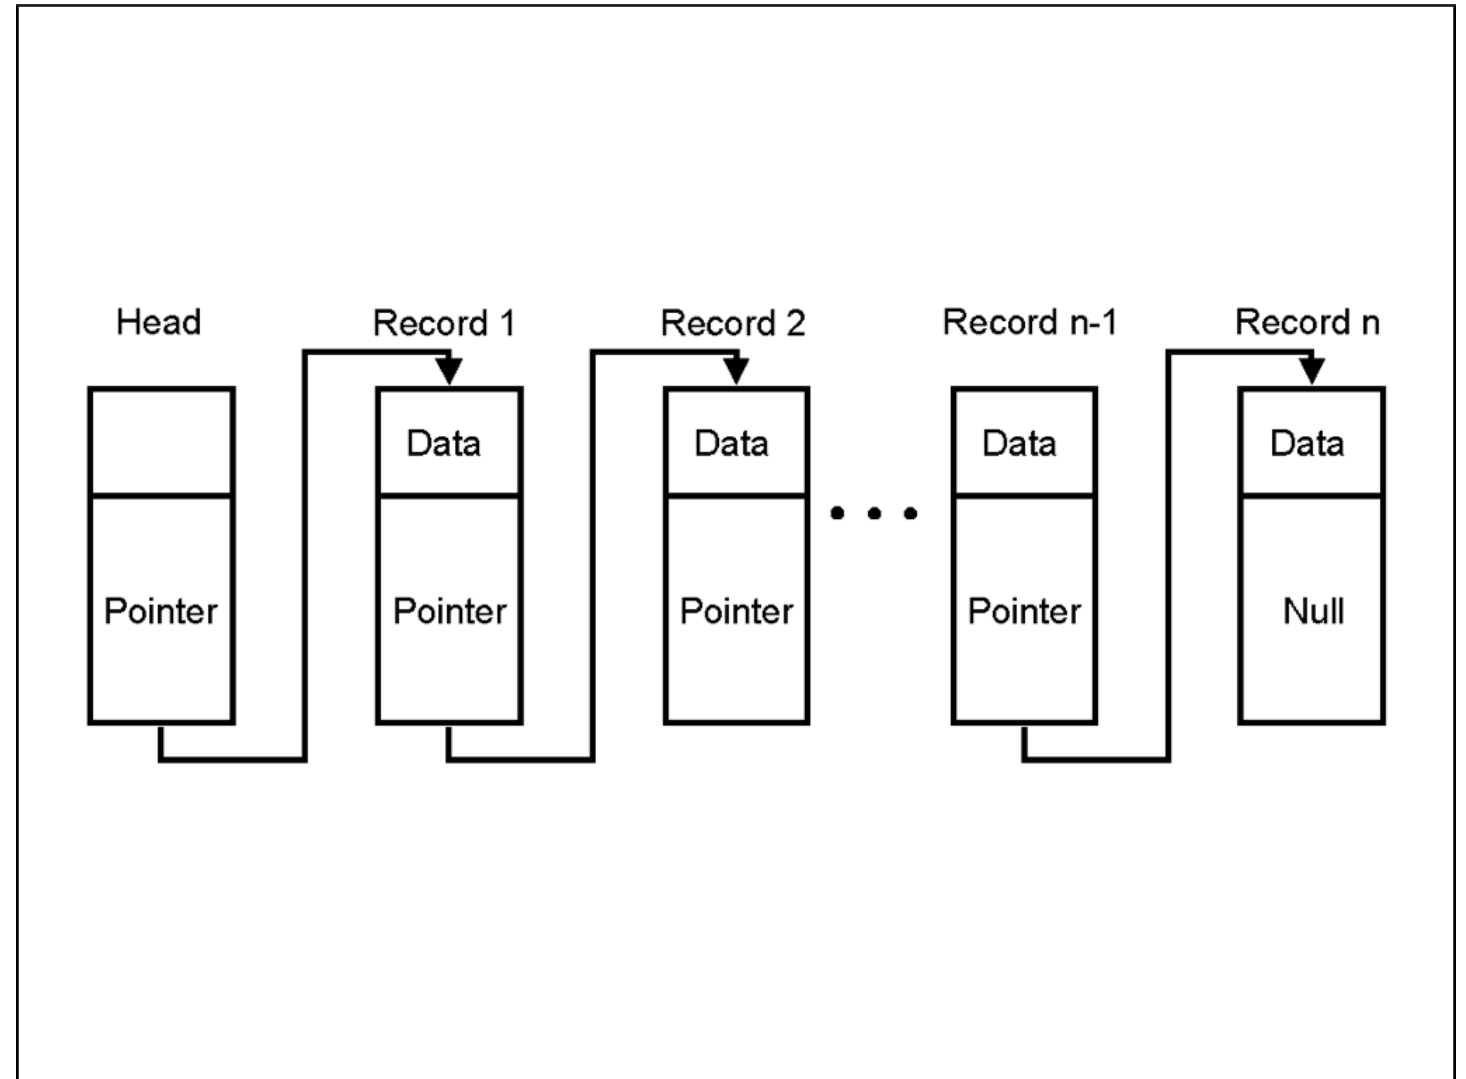 Head Record 1 Record 2 Record n-1 Record n
Data Data Data Data
Pointer Pointer Pointer Pointer Null